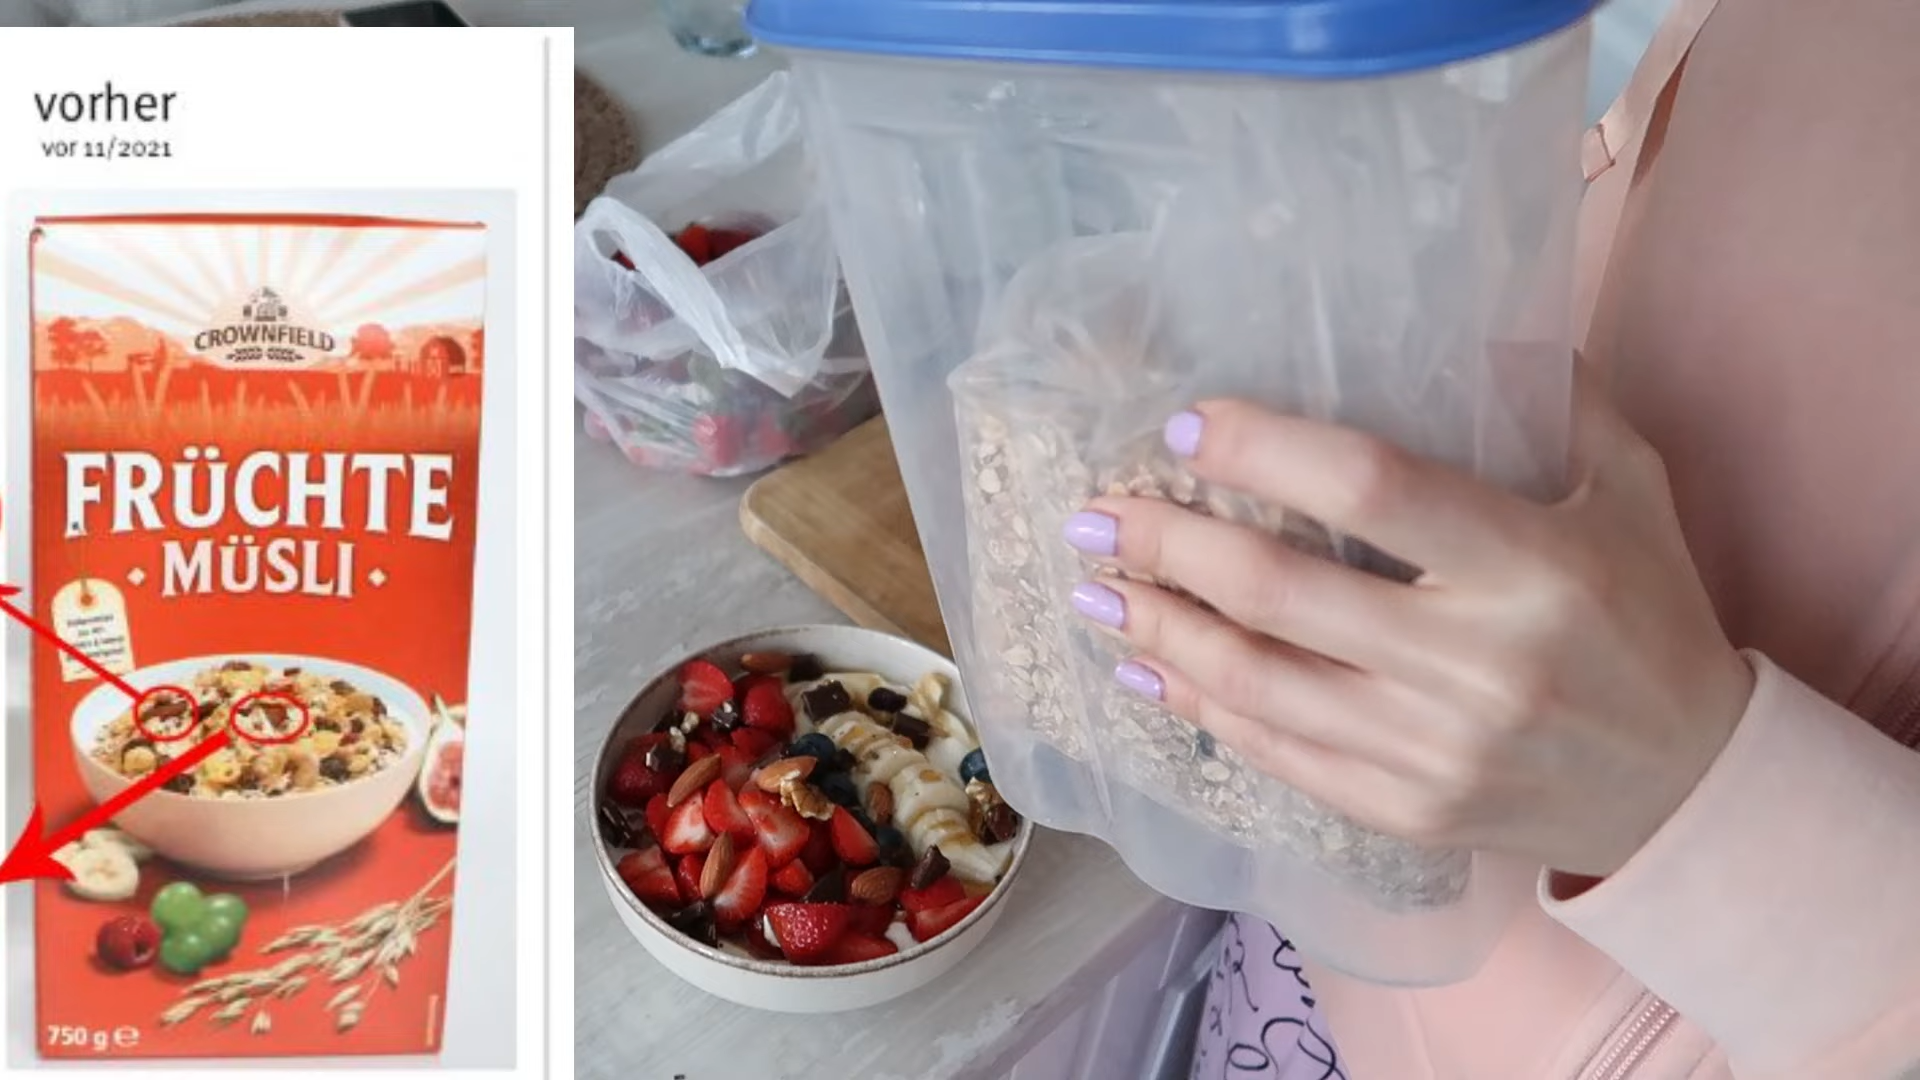 vorher
vor 11/2021
CROWNFIELD
FRÜCHTE
MÜSLI
750 g ℮